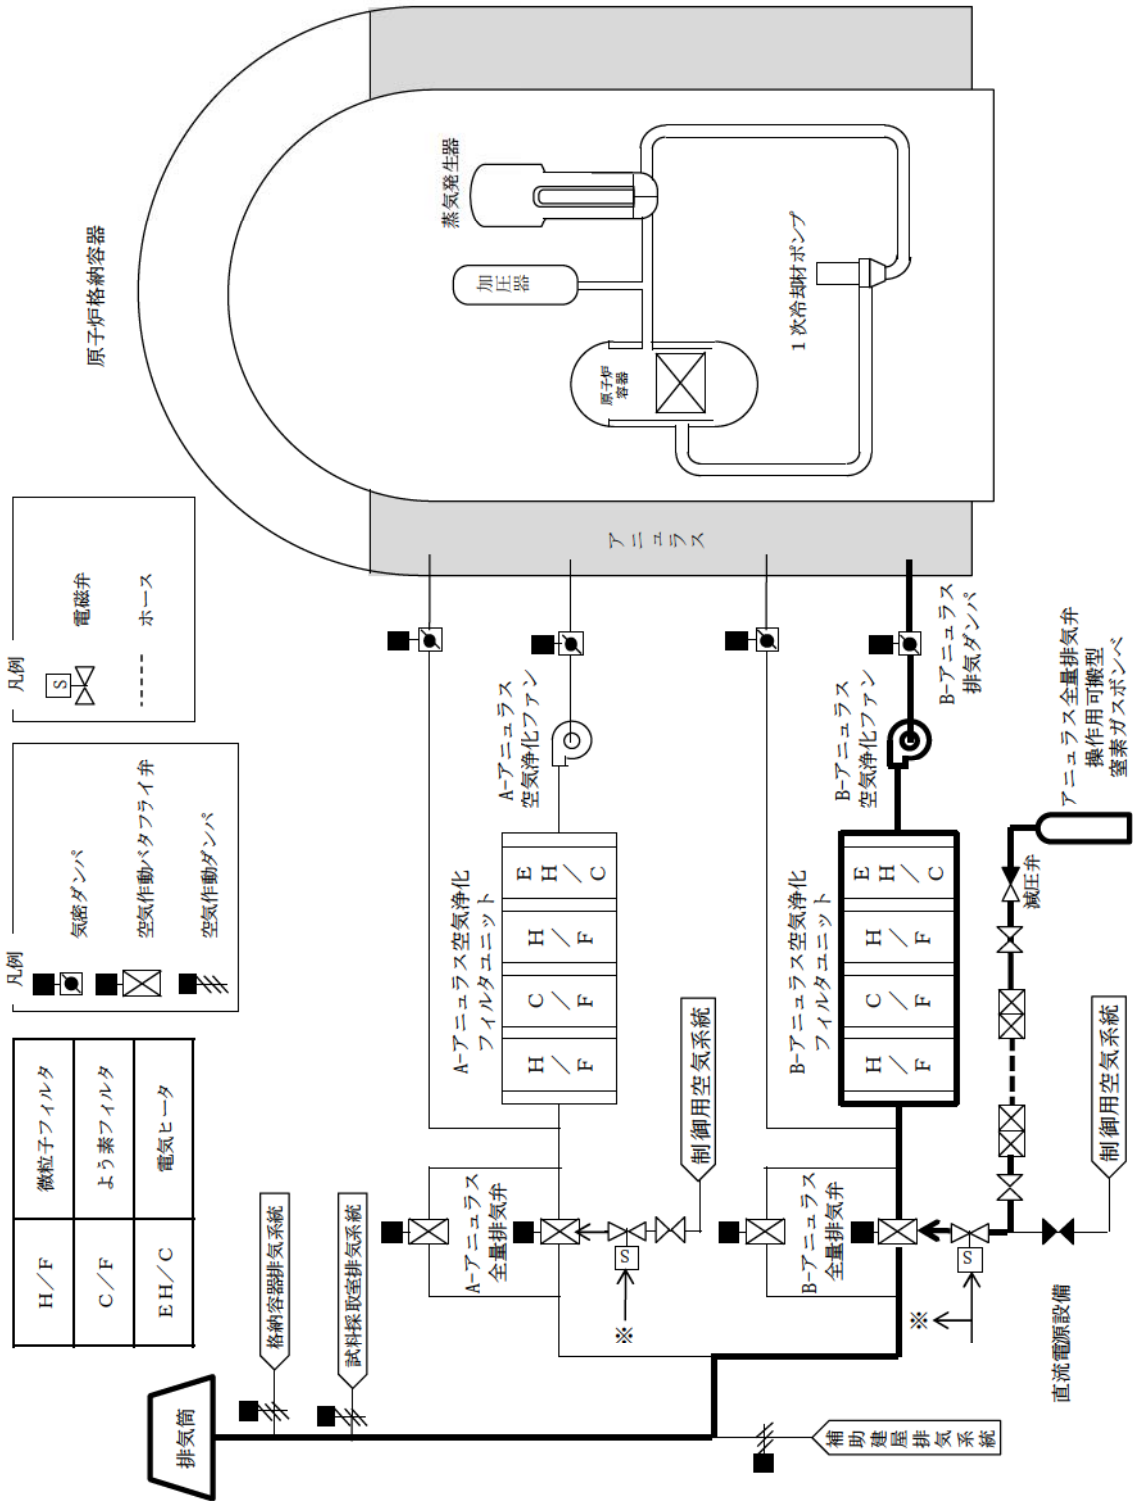 原子炉格納容器
蒸気発生器
加圧器
原子炉
容器
1次冷却材ポンプ
アニュラス
凡例
電磁弁
S
ホース
凡例
気密ダンパ
空気作動バタフライ弁
空気作動ダンパ
H/F
微粒子フィルタ
C/F
よう素フィルタ
EH/C
電気ヒータ
A-アニュラス
空気浄化ファン
A-アニュラス空気浄化
フィルタユニット
H/F
C/F
H/F
EH/C
A-アニュラス
全量排気弁
制御用空気系統
S
※
B-アニュラス
排気ダンパ
B-アニュラス
空気浄化ファン
B-アニュラス空気浄化
フィルタユニット
H/F
C/F
H/F
EH/C
B-アニュラス
全量排気弁
S
※
アニュラス全量排気弁
操作用可搬型
窒素ガスボンベ
減圧弁
制御用空気系統
直流電源設備
格納容器排気系統
試料採取室排気系統
排気筒
補助建屋排気系統